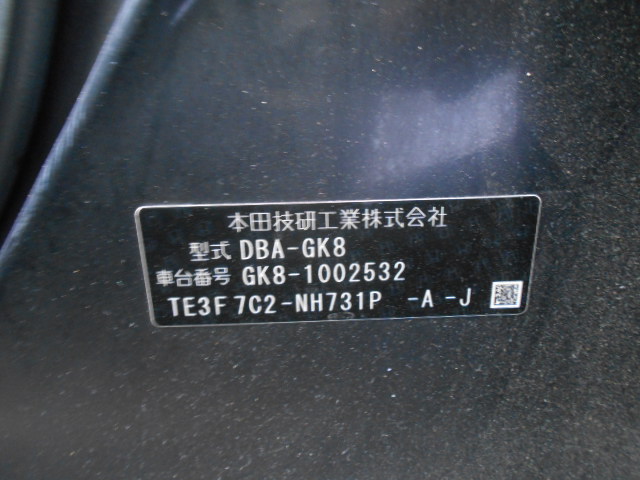 本田技研工業株式会社
型式 DBA-GK8
車台番号 GK8-1002532
TE3F 7C2-NH731P -A -J